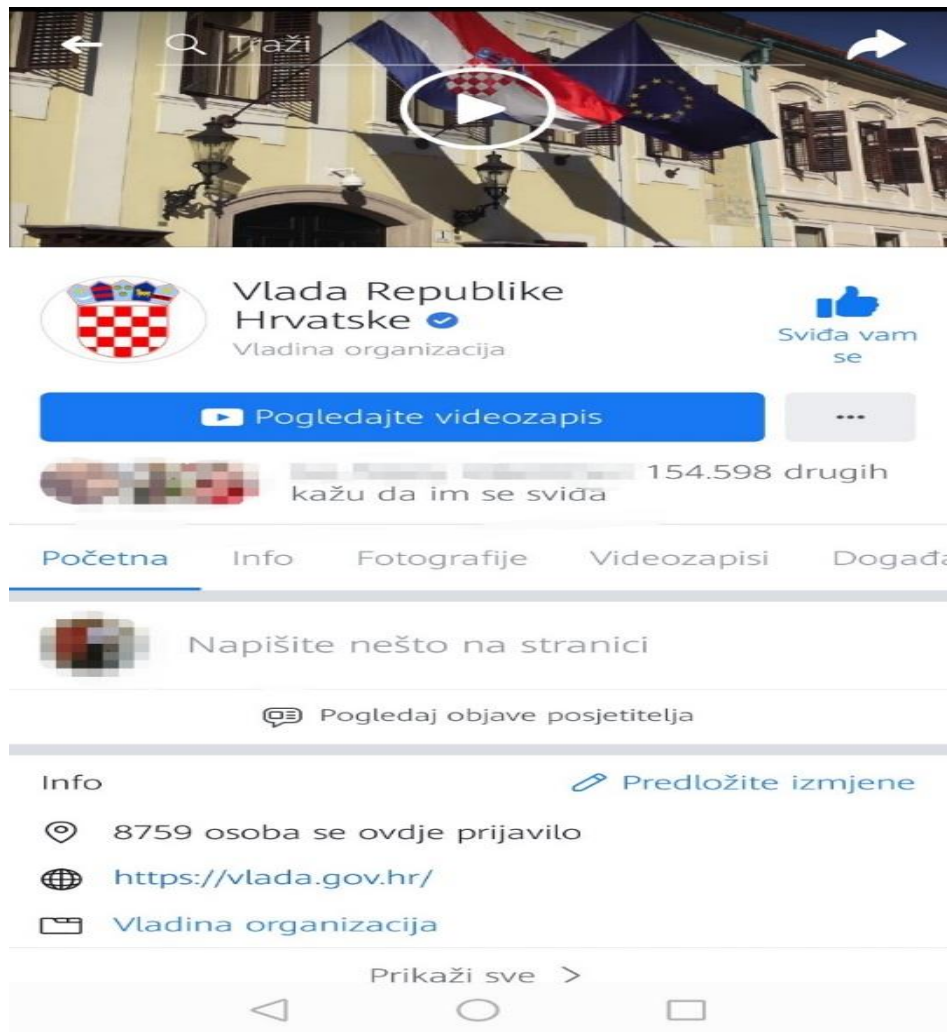 Traži
Vlada Republike
Hrvatske
Vladina organizacija
Sviđa vam
se
Pogledajte videozapis
154.598 drugih
kažu da im se sviđa
Početna Info Fotografije Videozapisi Događa
Napišite nešto na stranici
Pogledaj objave posjetitelja
Info Predložite izmjene
8759 osoba se ovdje prijavilo
https://vlada.gov.hr/
Vladina organizacija
Prikaži sve >